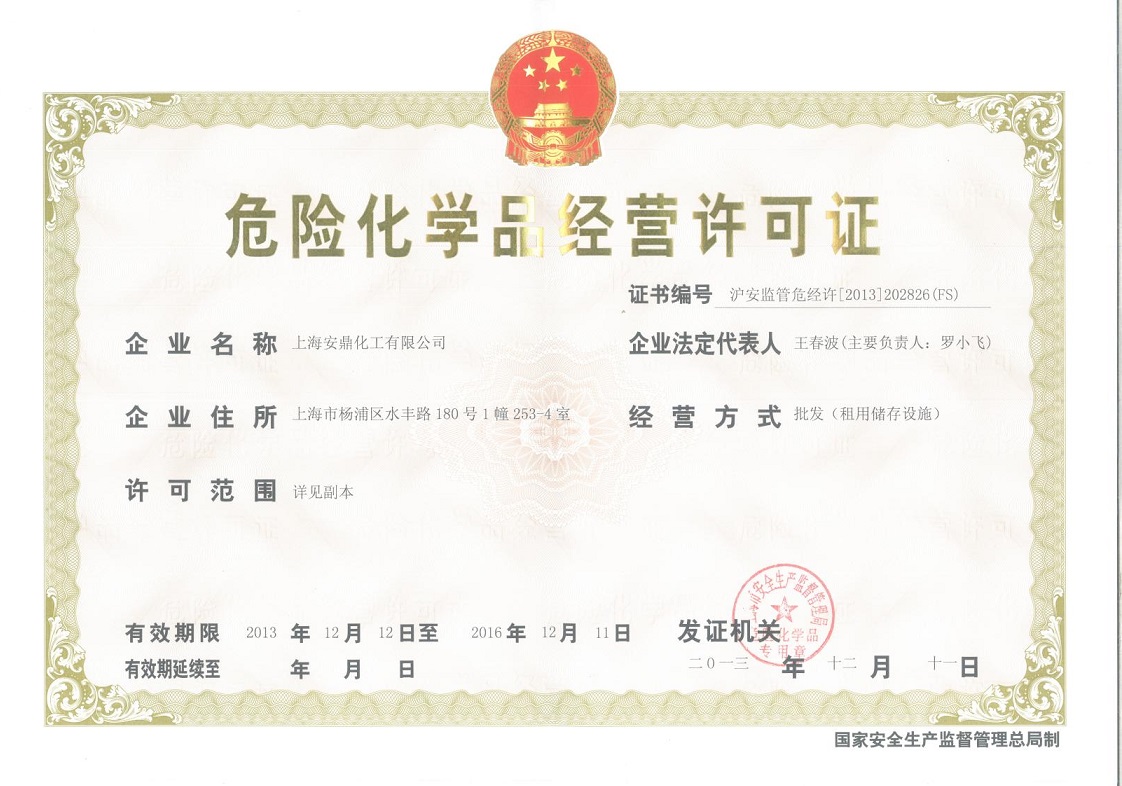 危险化学品经营许可证
证书编号 沪安监管危经许[2013]202826(FS)
企业名称 上海安鼎化工有限公司
企业法定代表人 王春波(主要负责人：罗小飞)
企业住所 上海市杨浦区水丰路180号1幢253-4室
经营方式 批发（租用储存设施）
许可范围 详见副本
有效期限 2013 年 12 月 12 日至 2016 年 12 月 11 日
发证机关
安全生产监督管理局
化学品
专用章
有效期延续至 年 月 日
二〇一三 年 十二 月 十一 日
国家安全生产监督管理总局制